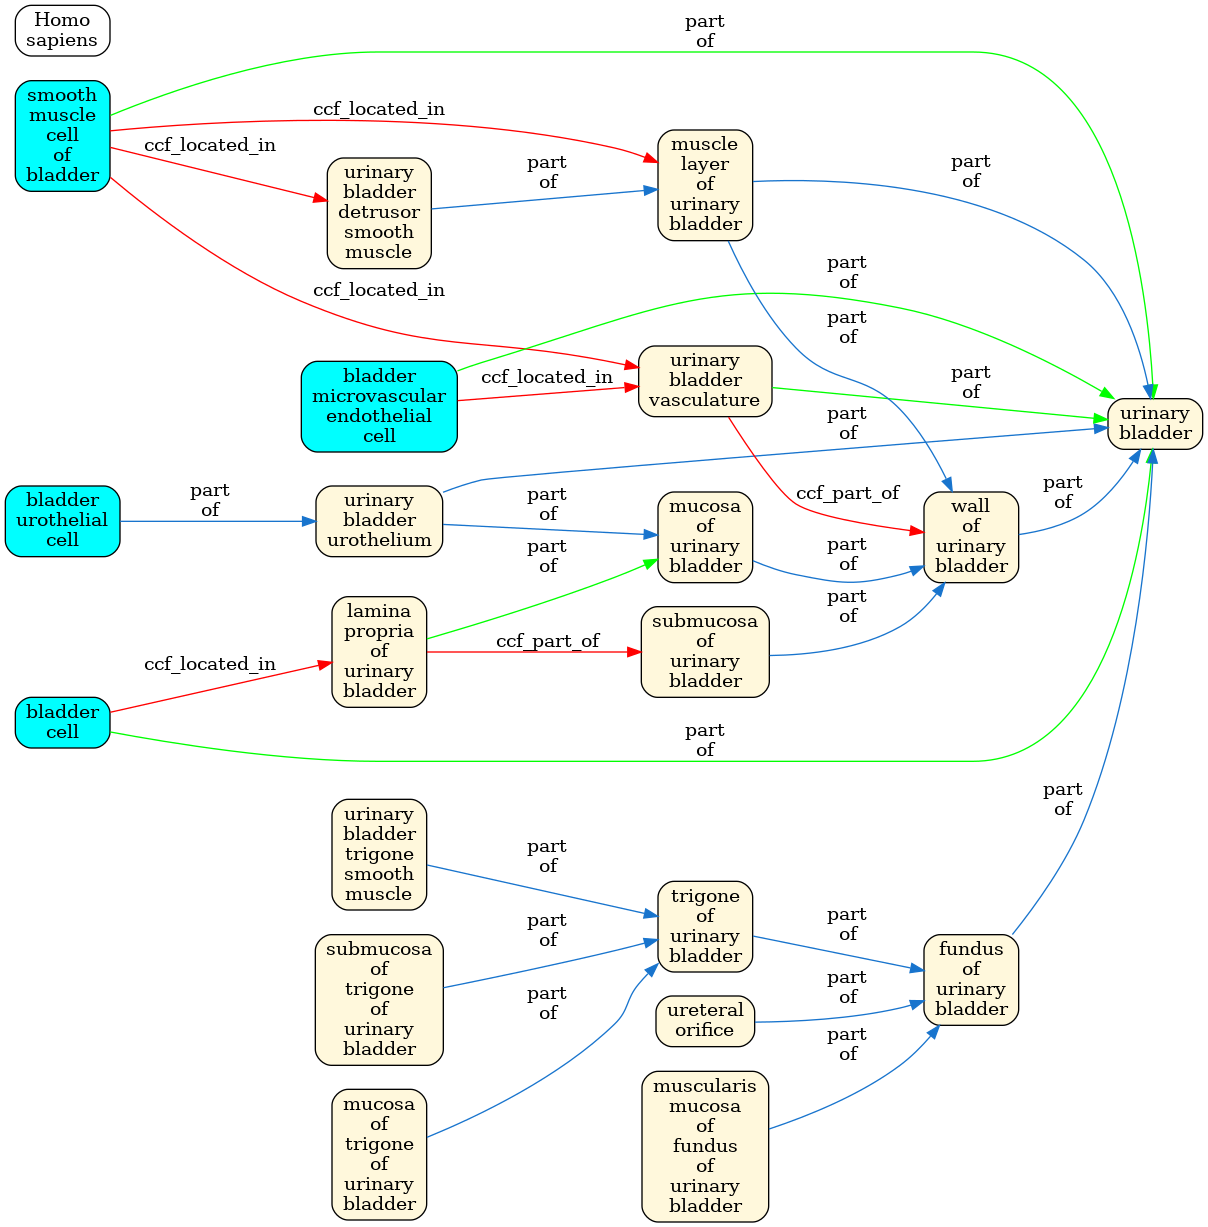 Homo
sapiens
smooth
muscle
cell
of
bladder
part
of
ccf_located_in
ccf_located_in
ccf_located_in
urinary
bladder
detrusor
smooth
muscle
part
of
muscle
layer
of
urinary
bladder
part
of
part
of
part
of
bladder
microvascular
endothelial
cell
ccf_located_in
urinary
bladder
vasculature
part
of
part
of
ccf_part_of
urinary
bladder
bladder
urothelial
cell
part
of
urinary
bladder
urothelium
part
of
mucosa
of
urinary
bladder
part
of
wall
of
urinary
bladder
part
of
part
of
lamina
propria
of
urinary
bladder
ccf_part_of
submucosa
of
urinary
bladder
part
of
ccf_located_in
bladder
cell
part
of
urinary
bladder
trigone
smooth
muscle
part
of
submucosa
of
trigone
of
urinary
bladder
part
of
mucosa
of
trigone
of
urinary
bladder
part
of
trigone
of
urinary
bladder
part
of
ureteral
orifice
part
of
muscularis
mucosa
of
fundus
of
urinary
bladder
part
of
fundus
of
urinary
bladder
part
of